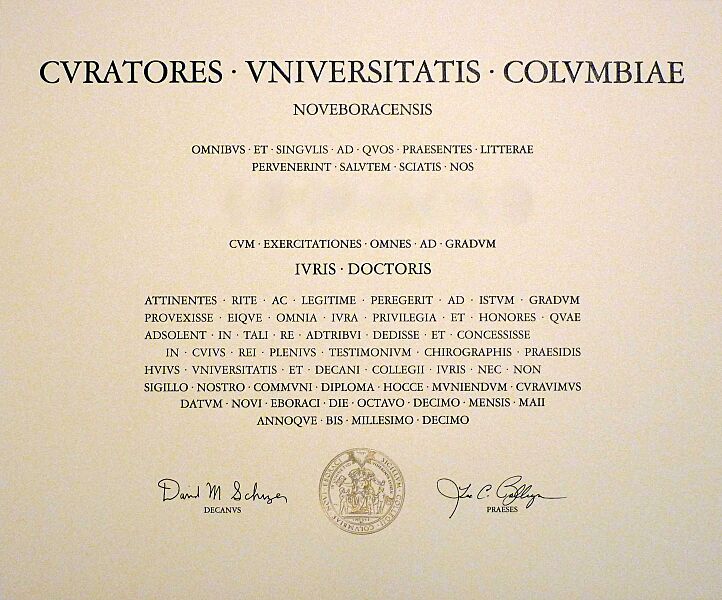 CVRATORES · VNIVERSITATIS · COLVMBIAE
NOVEBORACENSIS
OMNIBVS · ET · SINGVLIS · AD · QVOS · PRAESENTES · LITTERAE
PERVENERINT · SALVTEM · SCIATIS · NOS
CVM · EXERCITATIONES · OMNES · AD · GRADVM
IVRIS · DOCTORIS
ATTINENTES · RITE · AC · LEGITIME · PEREGERIT · AD · ISTVM · GRADVM
PROVEXISSE · EIQVE · OMNIA · IVRA · PRIVILEGIA · ET · HONORES · QVAE
ADSOLENT · IN · TALI · RE · ADTRIBVI · DEDISSE · ET · CONCESSISSE
IN · CVIVS · REI · PLENIVS · TESTIMONIVM · CHIROGRAPHIS · PRAESIDIS
HVIVS · VNIVERSITATIS · ET · DECANI · COLLEGII · IVRIS · NEC · NON
SIGILLO · NOSTRO · COMMVNI · DIPLOMA · HOCCE · MVNIENDVM · CVRAVIMVS
DATVM · NOVI · EBORACI · DIE · OCTAVO · DECIMO · MENSIS · MAII
ANNOQVE · BIS · MILLESIMO · DECIMO
David M Schizer
DECANVS
PRAESES